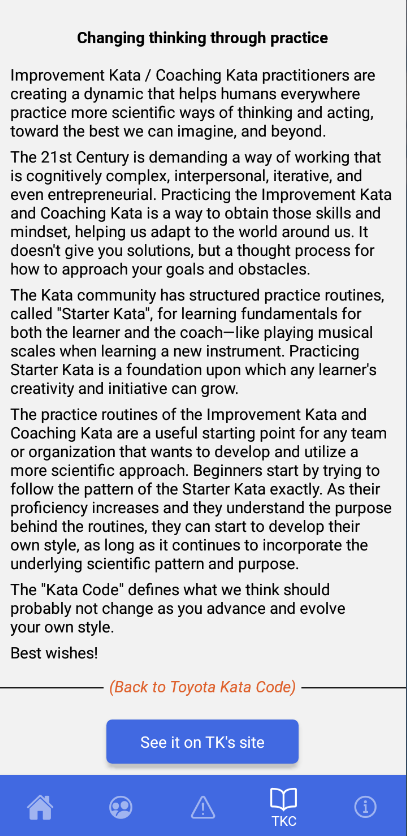 Changing thinking through practice
Improvement Kata / Coaching Kata practitioners are
creating a dynamic that helps humans everywhere
practice more scientific ways of thinking and acting,
toward the best we can imagine, and beyond.
The 21st Century is demanding a way of working that
is cognitively complex, interpersonal, iterative, and
even entrepreneurial. Practicing the Improvement Kata
and Coaching Kata is a way to obtain those skills and
mindset, helping us adapt to the world around us. It
doesn't give you solutions, but a thought process for
how to approach your goals and obstacles.
The Kata community has structured practice routines,
called "Starter Kata", for learning fundamentals for
both the learner and the coach—like playing musical
scales when learning a new instrument. Practicing
Starter Kata is a foundation upon which any learner's
creativity and initiative can grow.
The practice routines of the Improvement Kata and
Coaching Kata are a useful starting point for any team
or organization that wants to develop and utilize a
more scientific approach. Beginners start by trying to
follow the pattern of the Starter Kata exactly. As their
proficiency increases and they understand the purpose
behind the routines, they can start to develop their
own style, as long as it continues to incorporate the
underlying scientific pattern and purpose.
The "Kata Code" defines what we think should
probably not change as you advance and evolve
your own style.
Best wishes!
(Back to Toyota Kata Code)
See it on TK's site
TKC